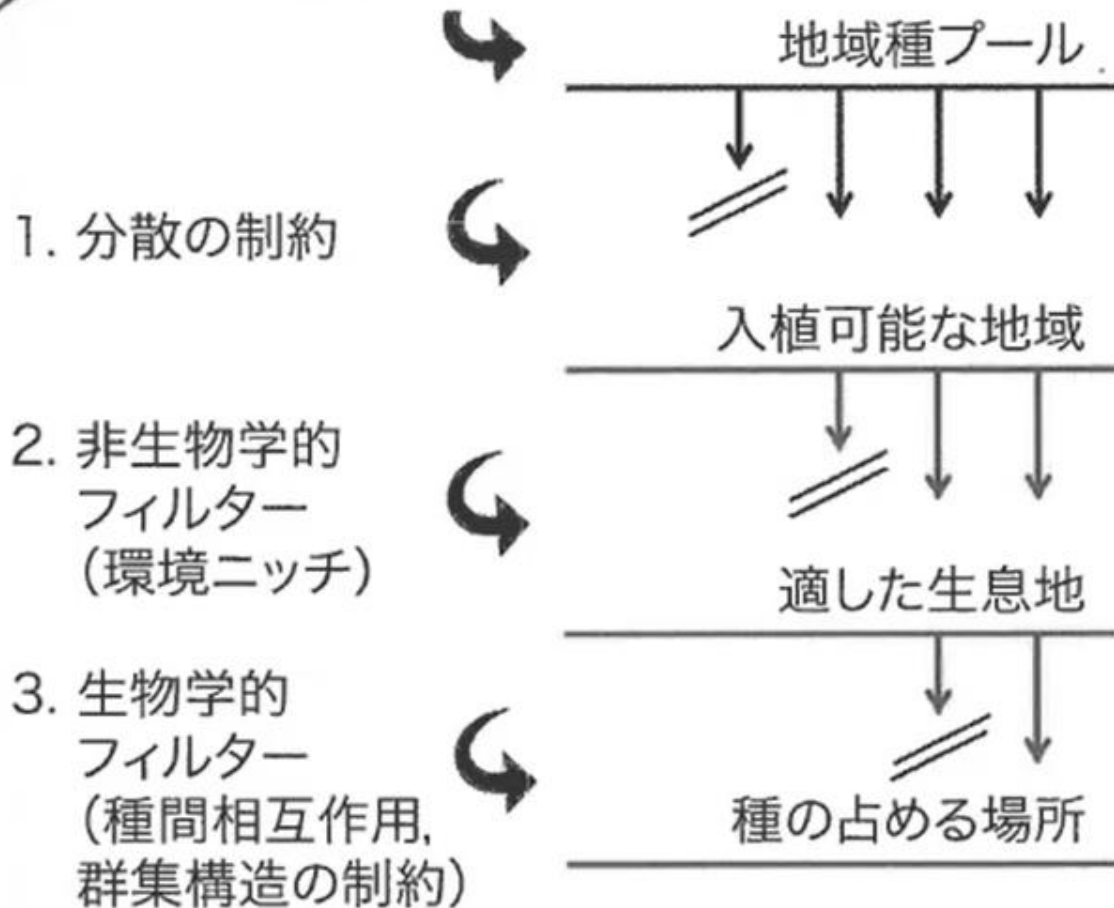 地域種プール
1. 分散の制約
入植可能な地域
2. 非生物学的
フィルター
（環境ニッチ）
適した生息地
3. 生物学的
フィルター
（種間相互作用,
群集構造の制約）
種の占める場所